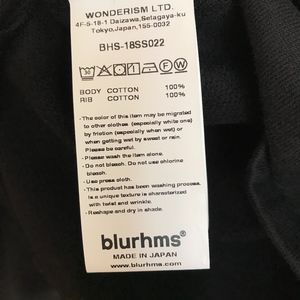 WONDERISM LTD.
4F-5-18-1 Daizawa,Setagaya-ku
Tokyo,Japan,155-0032
BHS-18SS022
BODY COTTON 100%
RIB COTTON 100%
-The color of this item may be migrated
to other clothes (especially white one)
by friction (especially when wet) or
when getting wet by sweat or rain.
Please be careful.
-Please wash the item alone.
-Do not bleach. Do not use chlorine
bleach.
-Use press cloth.
-This product has been washing process.
Is a unique texture is characterized
with twist and wrinkle.
-Reshape and dry in shade.
blurhms®
MADE IN JAPAN
www.blurhms.com